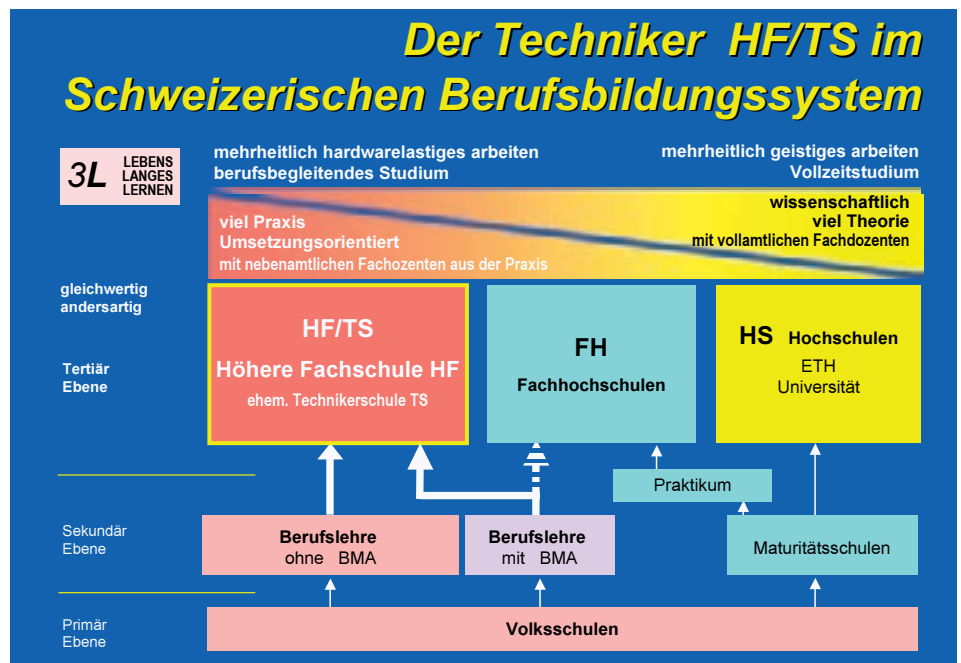 Der Techniker HF/TS im
Schweizerischen Berufsbildungssystem
3L LEBENS
LANGES
LERNEN
mehrheitlich hardwarelastiges arbeiten
berufsbegleitendes Studium
mehrheitlich geistiges arbeiten
Vollzeitstudium
viel Praxis
Umsetzungsorientiert
mit nebenamtlichen Fachozenten aus der Praxis
wissenschaftlich
viel Theorie
mit vollamtlichen Fachdozenten
gleichwertig
andersartig
Tertiär
Ebene
HF/TS
Höhere Fachschule HF
ehem. Technikerschule TS
FH
Fachhochschulen
HS Hochschulen
ETH
Universität
Praktikum
Sekundär
Ebene
Berufslehre
ohne BMA
Berufslehre
mit BMA
Maturitätsschulen
Primär
Ebene
Volksschulen